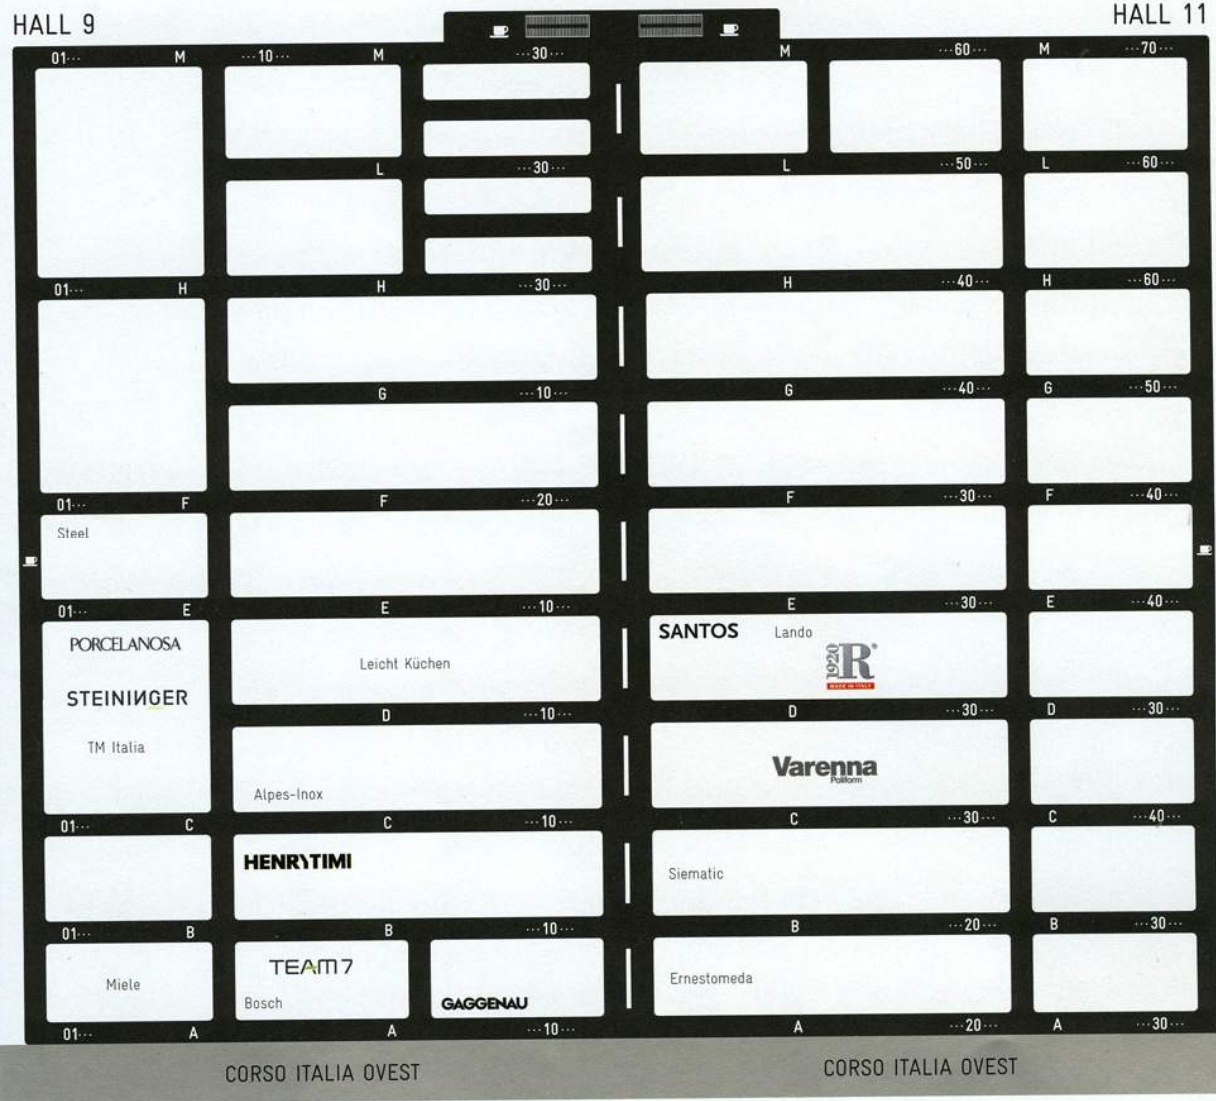 HALL 9
HALL 11
01··· M ···10··· M ···30··· M ···60··· M ···70···
L ···30··· L ···50··· L ···60···
01··· H H ···30··· H ···40··· H ···60···
G ···10··· G ···40··· G ···50···
01··· F F ···20··· F ···30··· F ···40···
Steel
01··· E E ···10··· E ···30··· E ···40···
PORCELANOSA
SANTOS Lando
1920 R
MADE IN ITALY
Leicht Küchen
STEININGER
D ···10··· D ···30··· D ···30···
TM Italia
Varenna
Poliform
Alpes-Inox
01··· C C ···10··· C ···30··· C ···40···
HENRYTIMI
Siematic
01··· B B ···10··· B ···20··· B ···30···
TEAM 7
Miele
Ernestomeda
Bosch
GAGGENAU
01··· A A ···10··· A ···20··· A ···30···
CORSO ITALIA OVEST
CORSO ITALIA OVEST